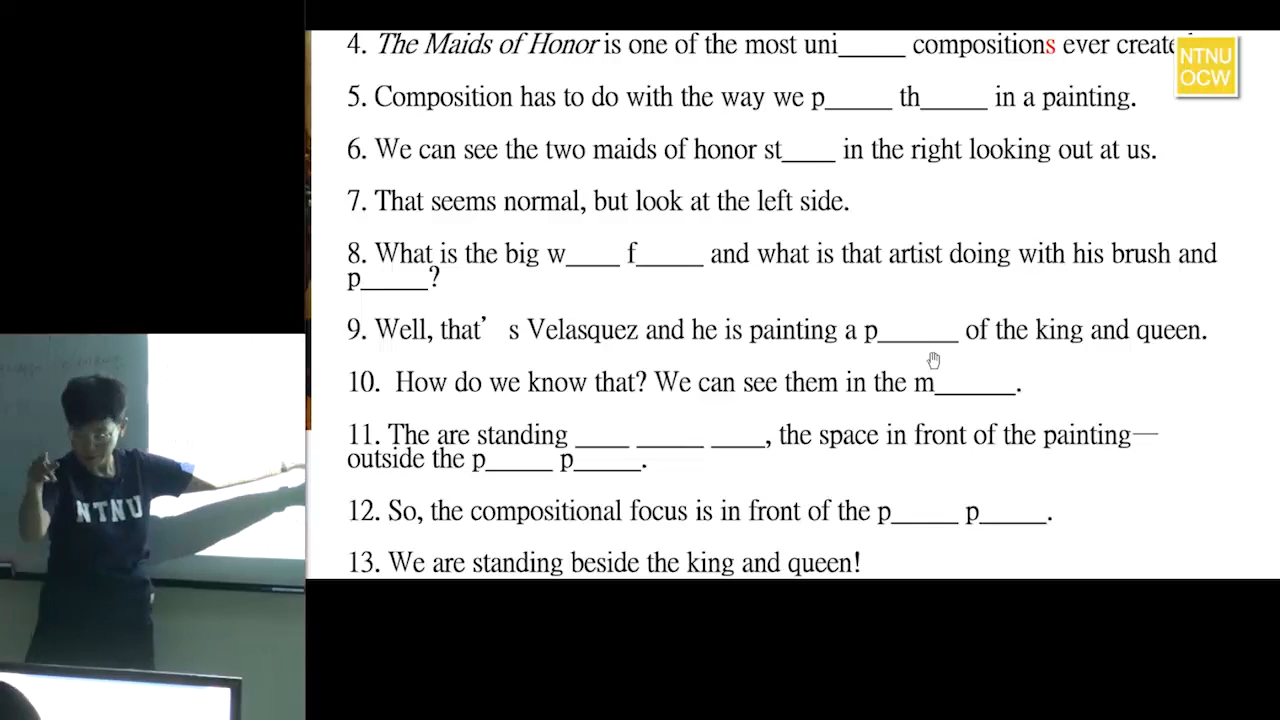 4. The Maids of Honor is one of the most uni_____ compositions ever create
NTNU
OCW
5. Composition has to do with the way we p_____ th_____ in a painting.
6. We can see the two maids of honor st____ in the right looking out at us.
7. That seems normal, but look at the left side.
8. What is the big w____ f_____ and what is that artist doing with his brush and
p_____?
9. Well, that’ s Velasquez and he is painting a p______ of the king and queen.
10. How do we know that? We can see them in the m______.
11. The are standing ____ _____ ____, the space in front of the painting—
outside the p_____ p_____.
12. So, the compositional focus is in front of the p_____ p_____.
13. We are standing beside the king and queen!
NTNU